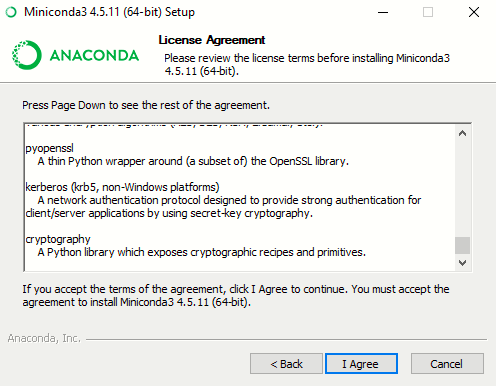 Miniconda3 4.5.11 (64-bit) Setup
ANACONDA
License Agreement
Please review the license terms before installing Miniconda3
4.5.11 (64-bit).
Press Page Down to see the rest of the agreement.
pyopenssl
A thin Python wrapper around (a subset of) the OpenSSL library.
kerberos (krb5, non-Windows platforms)
A network authentication protocol designed to provide strong authentication for
client/server applications by using secret-key cryptography.
cryptography
A Python library which exposes cryptographic recipes and primitives.
If you accept the terms of the agreement, click I Agree to continue. You must accept the
agreement to install Miniconda3 4.5.11 (64-bit).
Anaconda, Inc.
< Back
I Agree
Cancel